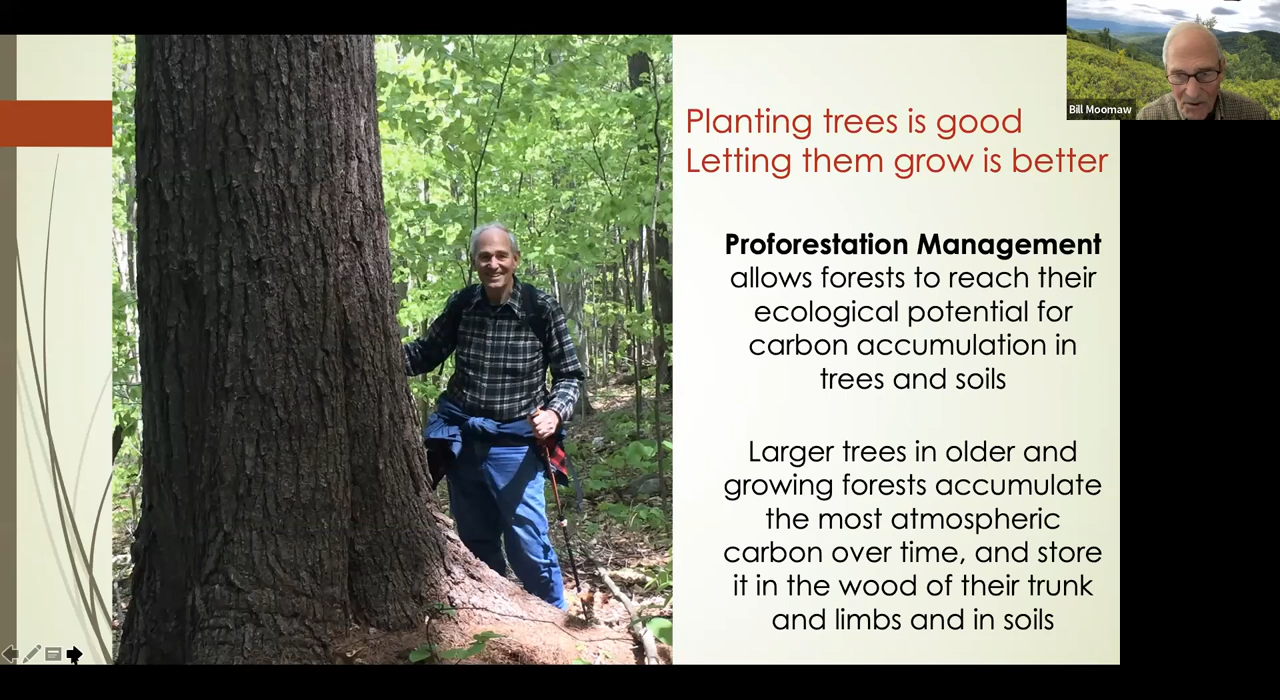 Bill Moomaw
Planting trees is good
Letting them grow is better
Proforestation Management
allows forests to reach their
ecological potential for
carbon accumulation in
trees and soils
Larger trees in older and
growing forests accumulate
the most atmospheric
carbon over time, and store
it in the wood of their trunk
and limbs and in soils